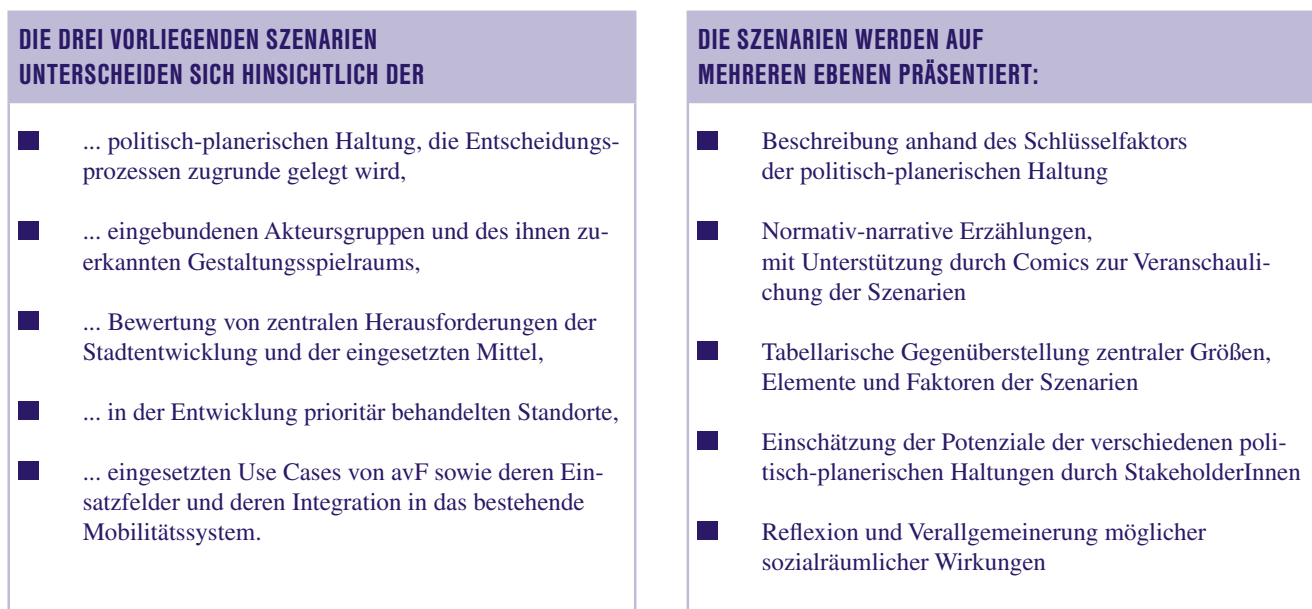 DIE DREI VORLIEGENDEN SZENARIEN
UNTERSCHEIDEN SICH HINSICHTLICH DER
... politisch-planerischen Haltung, die Entscheidungs-
prozessen zugrunde gelegt wird,
... eingebundenen Akteursgruppen und des ihnen zu-
erkannten Gestaltungsspielraums,
... Bewertung von zentralen Herausforderungen der
Stadtentwicklung und der eingesetzten Mittel,
... in der Entwicklung prioritär behandelten Standorte,
... eingesetzten Use Cases von avF sowie deren Ein-
satzfelder und deren Integration in das bestehende
Mobilitätssystem.
DIE SZENARIEN WERDEN AUF
MEHREREN EBENEN PRÄSENTIERT:
Beschreibung anhand des Schlüsselfaktors
der politisch-planerischen Haltung
Normativ-narrative Erzählungen,
mit Unterstützung durch Comics zur Veranschauli-
chung der Szenarien
Tabellarische Gegenüberstellung zentraler Größen,
Elemente und Faktoren der Szenarien
Einschätzung der Potenziale der verschiedenen poli-
tisch-planerischen Haltungen durch StakeholderInnen
Reflexion und Verallgemeinerung möglicher
sozialräumlicher Wirkungen